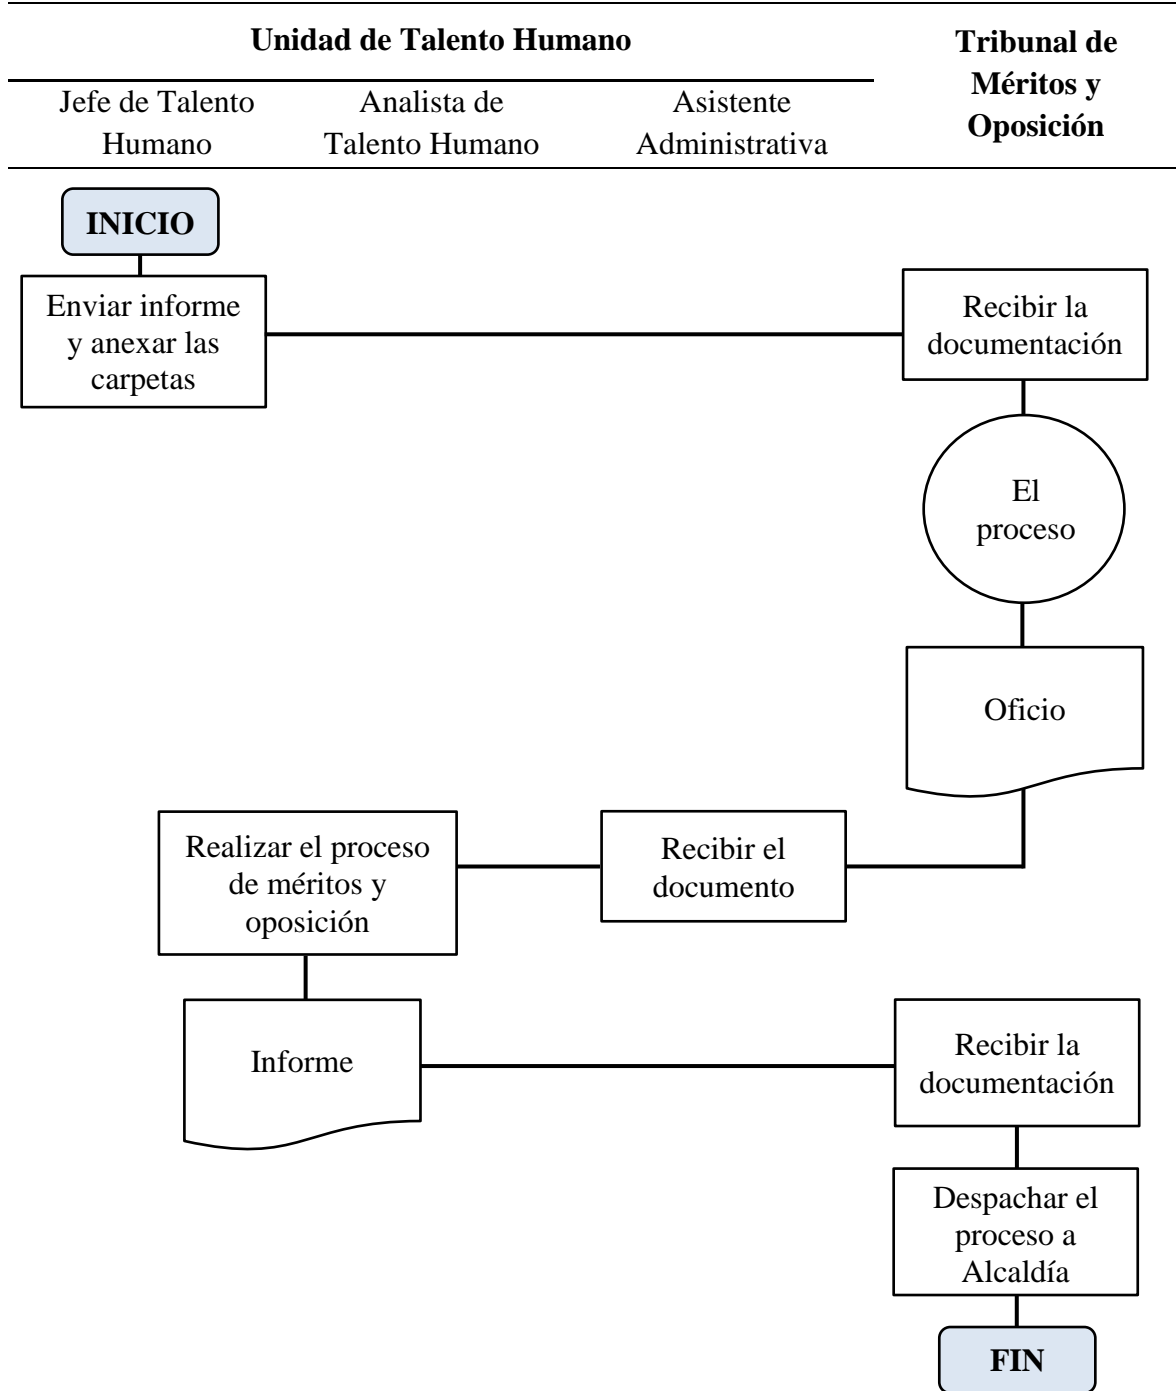 Unidad de Talento Humano
Tribunal de
Méritos y
Oposición
Jefe de Talento
Humano
Analista de
Talento Humano
Asistente
Administrativa
INICIO
Enviar informe
y anexar las
carpetas
Recibir la
documentación
El
proceso
Oficio
Recibir el
documento
Realizar el proceso
de méritos y
oposición
Informe
Recibir la
documentación
Despachar el
proceso a
Alcaldía
FIN